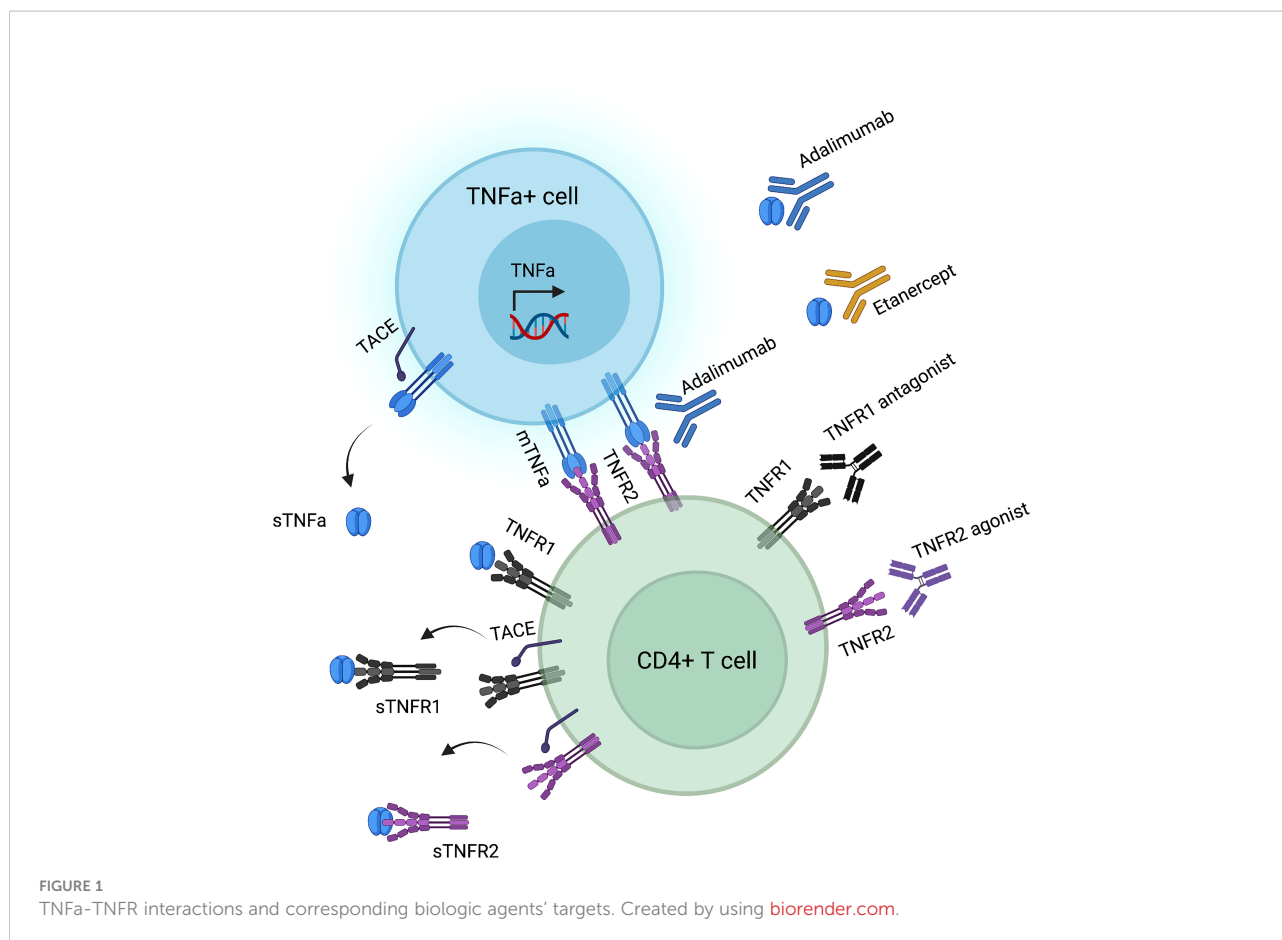 Adalimumab
TNFa+ cell
TNFa
Etanercept
TACE
Adalimumab
TNFR1 antagonist
mTNFa
TNFR2
TNFR1
sTNFa
TNFR1
TNFR2 agonist
TACE
TNFR2
CD4+ T cell
sTNFR1
sTNFR2
FIGURE 1
TNFa-TNFR interactions and corresponding biologic agents’ targets. Created by using biorender.com.